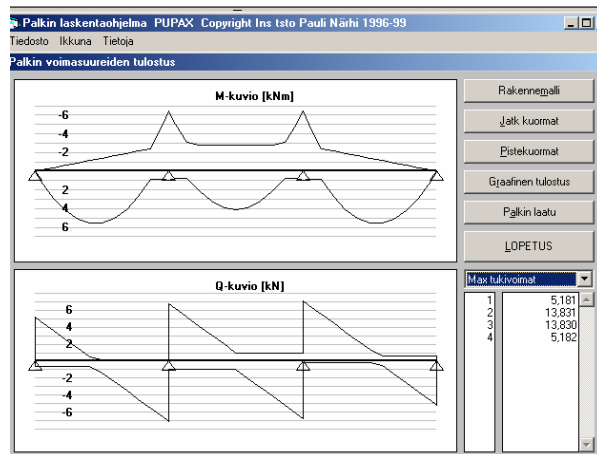 Palkin laskentaohjelma PUPAX Copyright Ins tsto Pauli Närhi 1996-99
Tiedosto Ikkuna Tietoja
Palkin voimasuureiden tulostus
M-kuvio [kNm]
-6
-4
-2
2
4
6
Q-kuvio [kN]
6
4
2
-2
-4
-6
Rakennemalli
Jatk kuormat
Pistekuormat
Graafinen tulostus
Palkin laatu
LOPETUS
Max tukivoimat
1 5,181
2 13,831
3 13,830
4 5,182